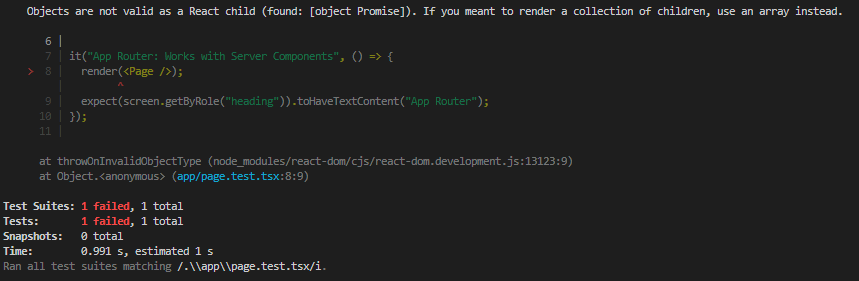 Objects are not valid as a React child (found: [object Promise]). If you meant to render a collection of children, use an array instead.
6 |
7 | it("App Router: Works with Server Components", () => {
> 8 |   render(<Page />);
|         ^
9 |   expect(screen.getByRole("heading")).toHaveTextContent("App Router");
10 | });
11 |
at throwOnInvalidObjectType (node_modules/react-dom/cjs/react-dom.development.js:13123:9)
at Object.<anonymous> (app/page.test.tsx:8:9)
Test Suites: 1 failed, 1 total
Tests:       1 failed, 1 total
Snapshots:   0 total
Time:        0.991 s, estimated 1 s
Ran all test suites matching /.\\app\\page.test.tsx/i.